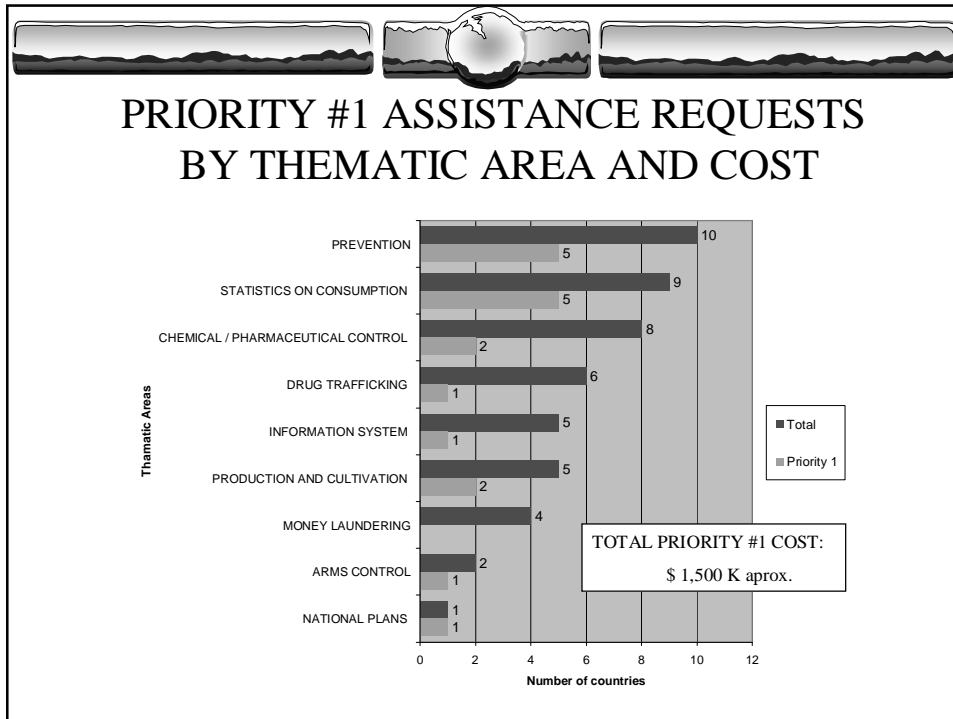 PRIORITY #1 ASSISTANCE REQUESTS
BY THEMATIC AREA AND COST
Thamatic Areas
PREVENTION
10
5
STATISTICS ON CONSUMPTION
9
5
CHEMICAL / PHARMACEUTICAL CONTROL
8
2
DRUG TRAFFICKING
6
1
INFORMATION SYSTEM
5
1
PRODUCTION AND CULTIVATION
5
2
MONEY LAUNDERING
4
ARMS CONTROL
2
1
NATIONAL PLANS
1
1
Total
Priority 1
TOTAL PRIORITY #1 COST:
$ 1,500 K aprox.
0 2 4 6 8 10 12
Number of countries